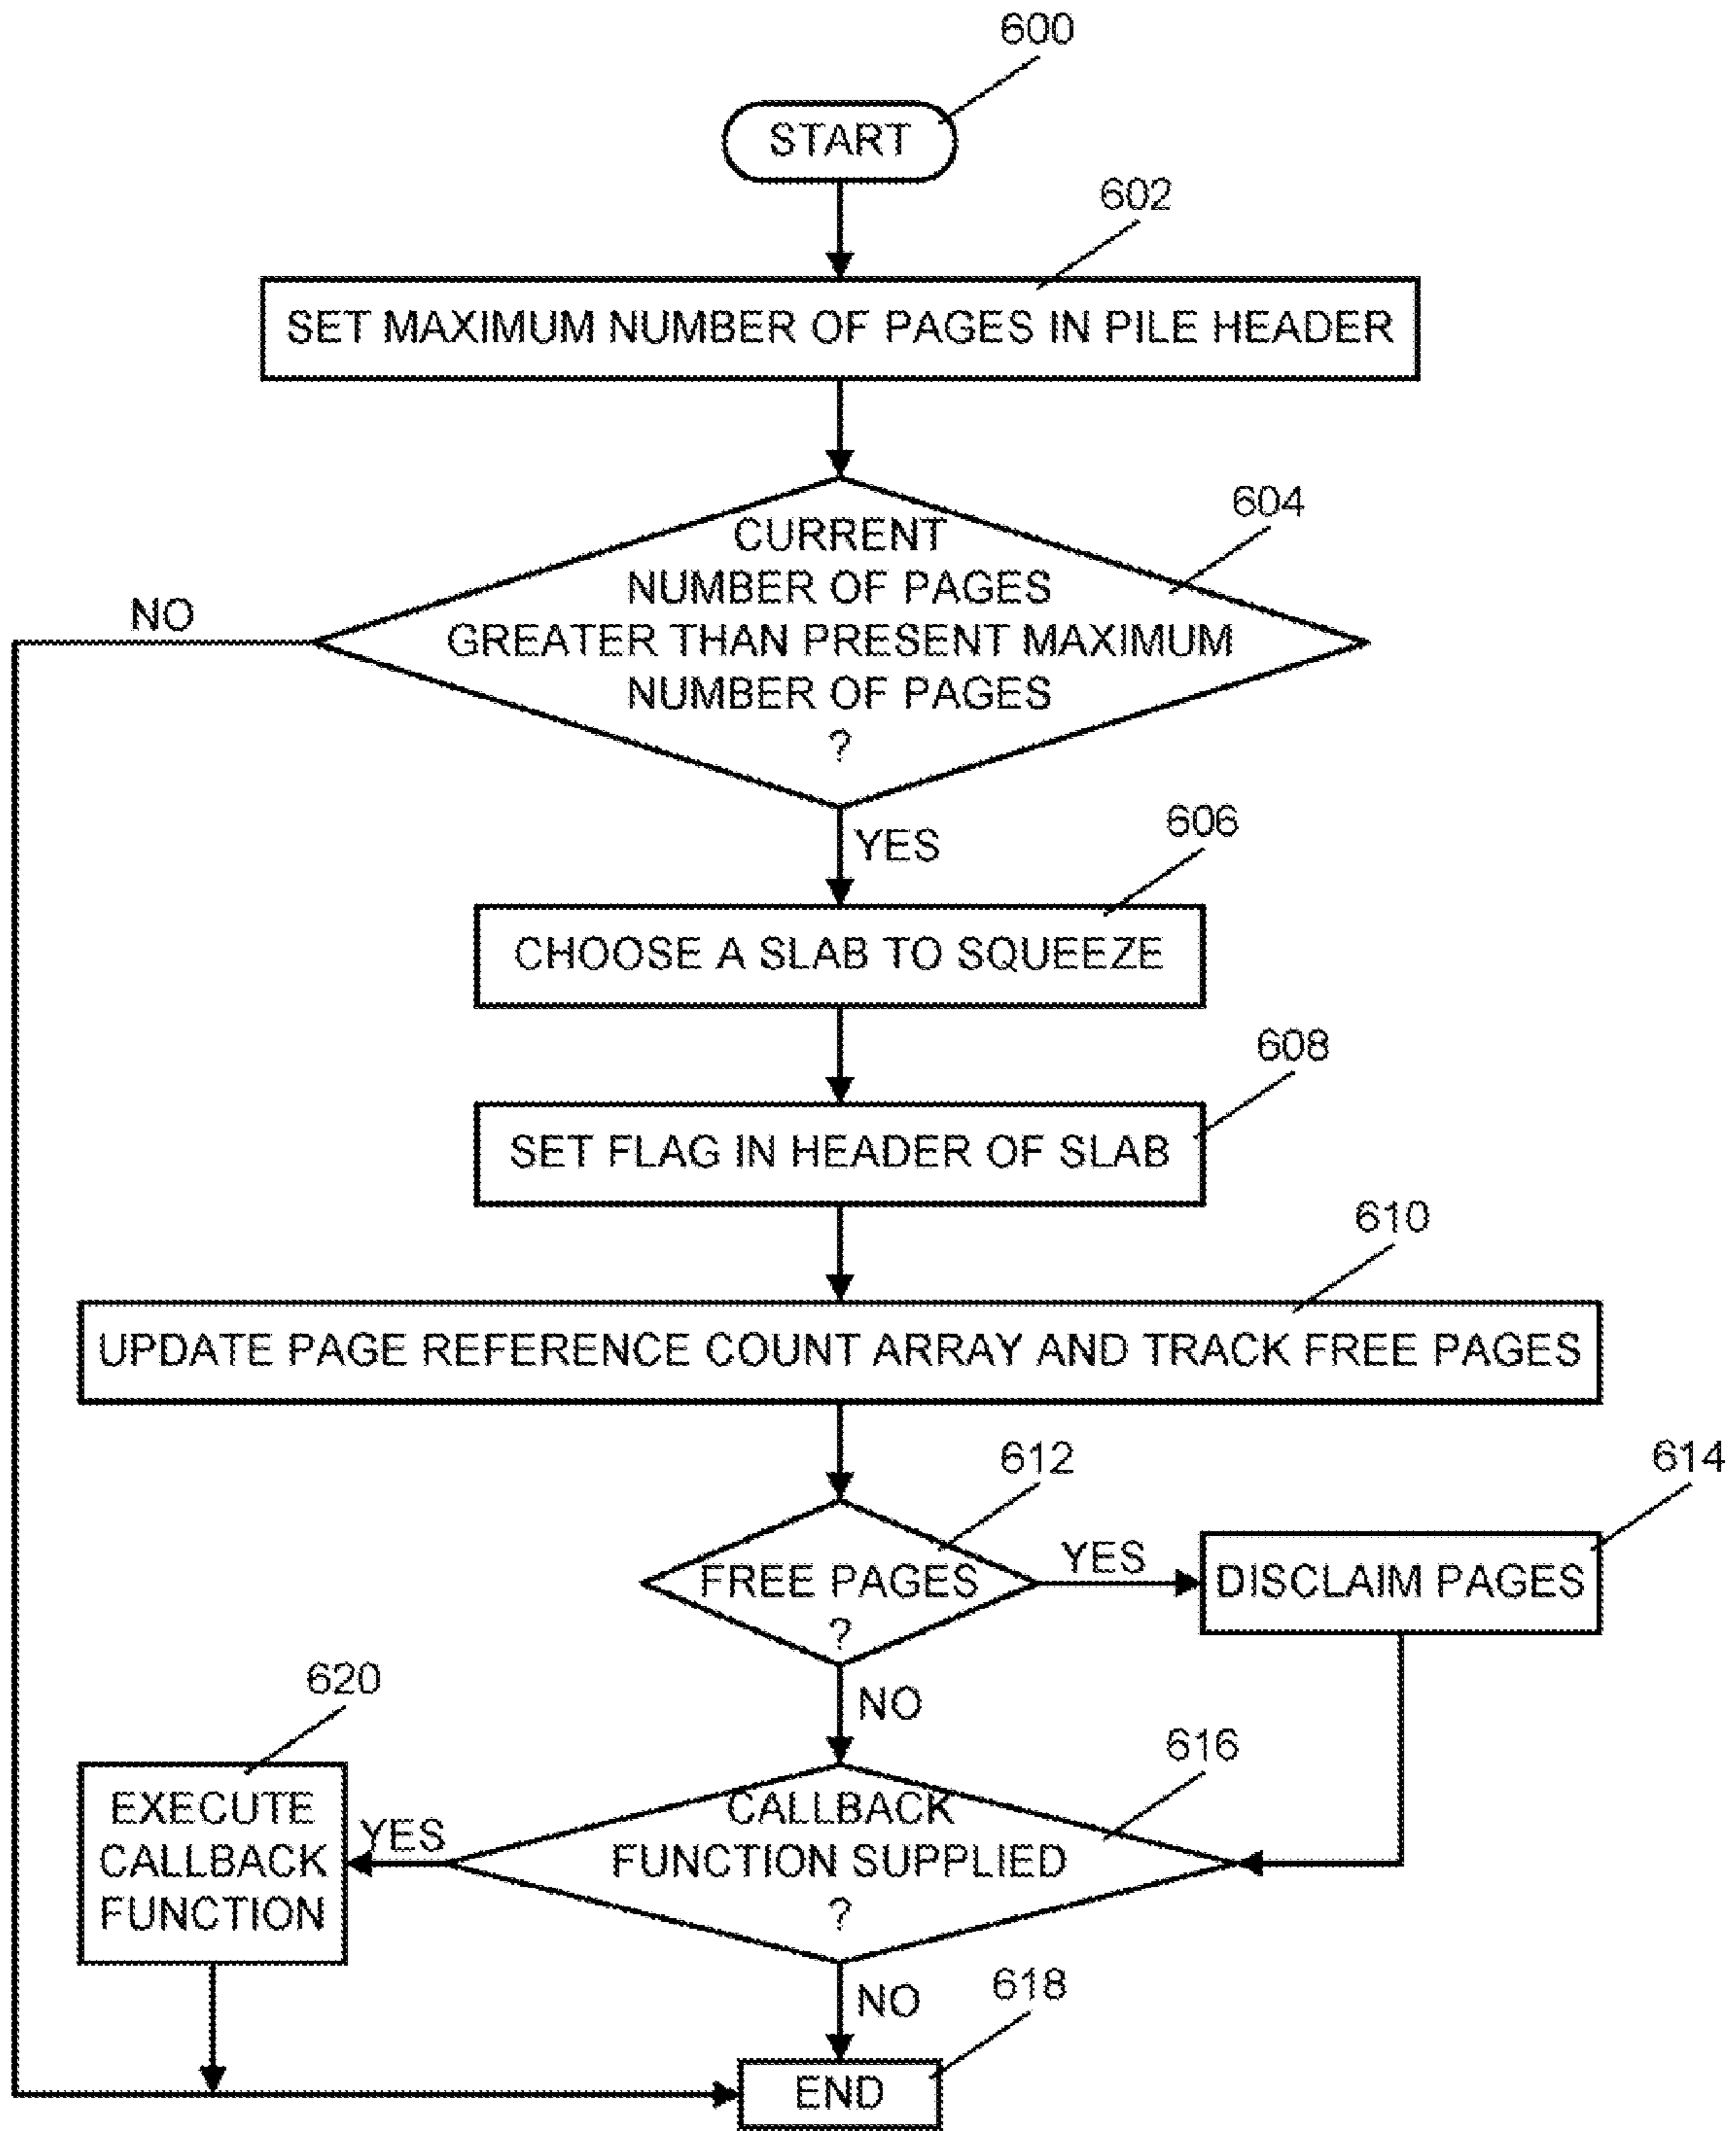 600
START
602
SET MAXIMUM NUMBER OF PAGES IN PILE HEADER
604
CURRENT
NUMBER OF PAGES
GREATER THAN PRESENT MAXIMUM
NUMBER OF PAGES
?
NO
YES
606
CHOOSE A SLAB TO SQUEEZE
608
SET FLAG IN HEADER OF SLAB
610
UPDATE PAGE REFERENCE COUNT ARRAY AND TRACK FREE PAGES
612
FREE PAGES
?
YES
614
DISCLAIM PAGES
NO
616
CALLBACK
FUNCTION SUPPLIED
?
YES
620
EXECUTE
CALLBACK
FUNCTION
NO
618
END